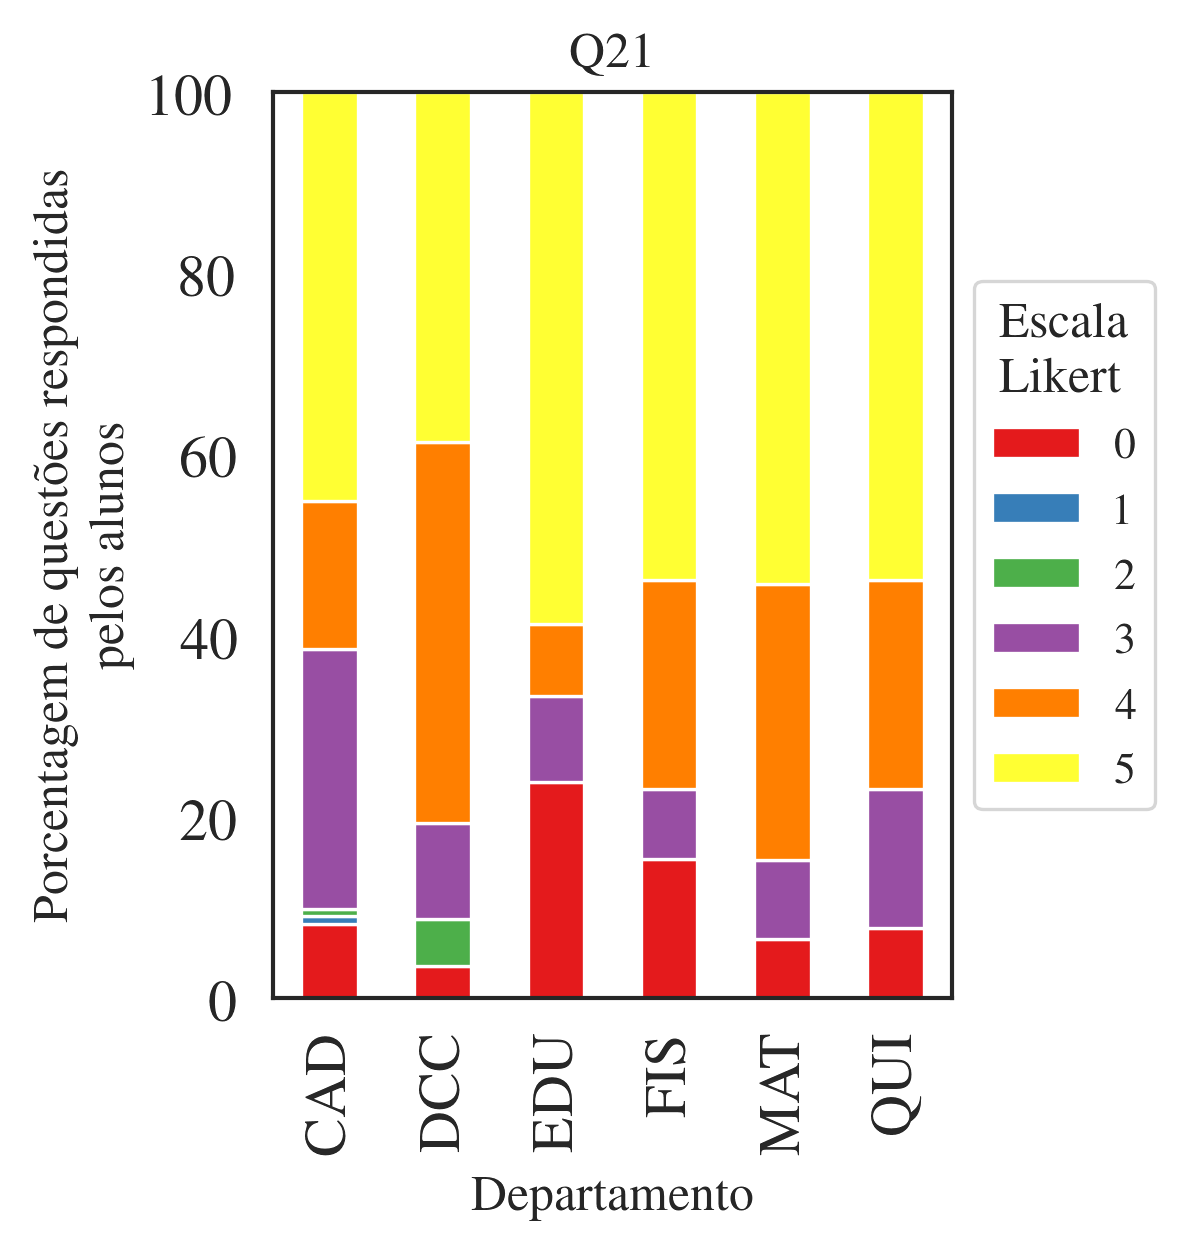 Q21
100
80
60
40
20
0
Porcentagem de questões respondidas
pelos alunos
CAD
DCC
EDU
FIS
MAT
QUI
Departamento
Escala
Likert
0
1
2
3
4
5